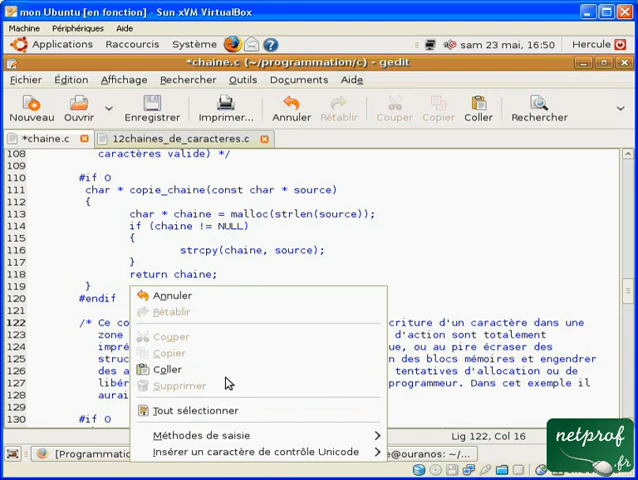 mon Ubuntu [en fonction] - Sun xVM VirtualBox
Machine Périphériques Aide
Applications Raccourcis Système sam 23 mai, 16:50 Hercule
*chaine.c (~/programmation/c) - gedit
Fichier Édition Affichage Rechercher Outils Documents Aide
Nouveau Ouvrir Enregistrer Imprimer... Annuler Rétablir Couper Copier Coller Rechercher
*chaine.c 12chaines_de_caracteres.c
108 caractères valide) */
109
110 #if 0
111 char * copie_chaine(const char * source)
112 {
113 char * chaine = malloc(strlen(source));
114 if (chaine != NULL)
115 {
116 strcpy(chaine, source);
117 }
118 return chaine;
119 }
120 #endif
121
122 /* Ce co criture d'un caractère dans une
123 zone d'action sont totalement
124 impré ue, ou au pire écraser des
125 struc n des blocs mémoires et engendrer
126 des a tentatives d'allocation ou de
127 libér programmeur. Dans cet exemple il
128 aurai
129
130 #if 0
Annuler
Rétablir
Couper
Copier
Coller
Supprimer
Tout sélectionner
Méthodes de saisie
Insérer un caractère de contrôle Unicode
Lig 122, Col 16
[Programmation @ouranos: ~/...
netprof
.fr